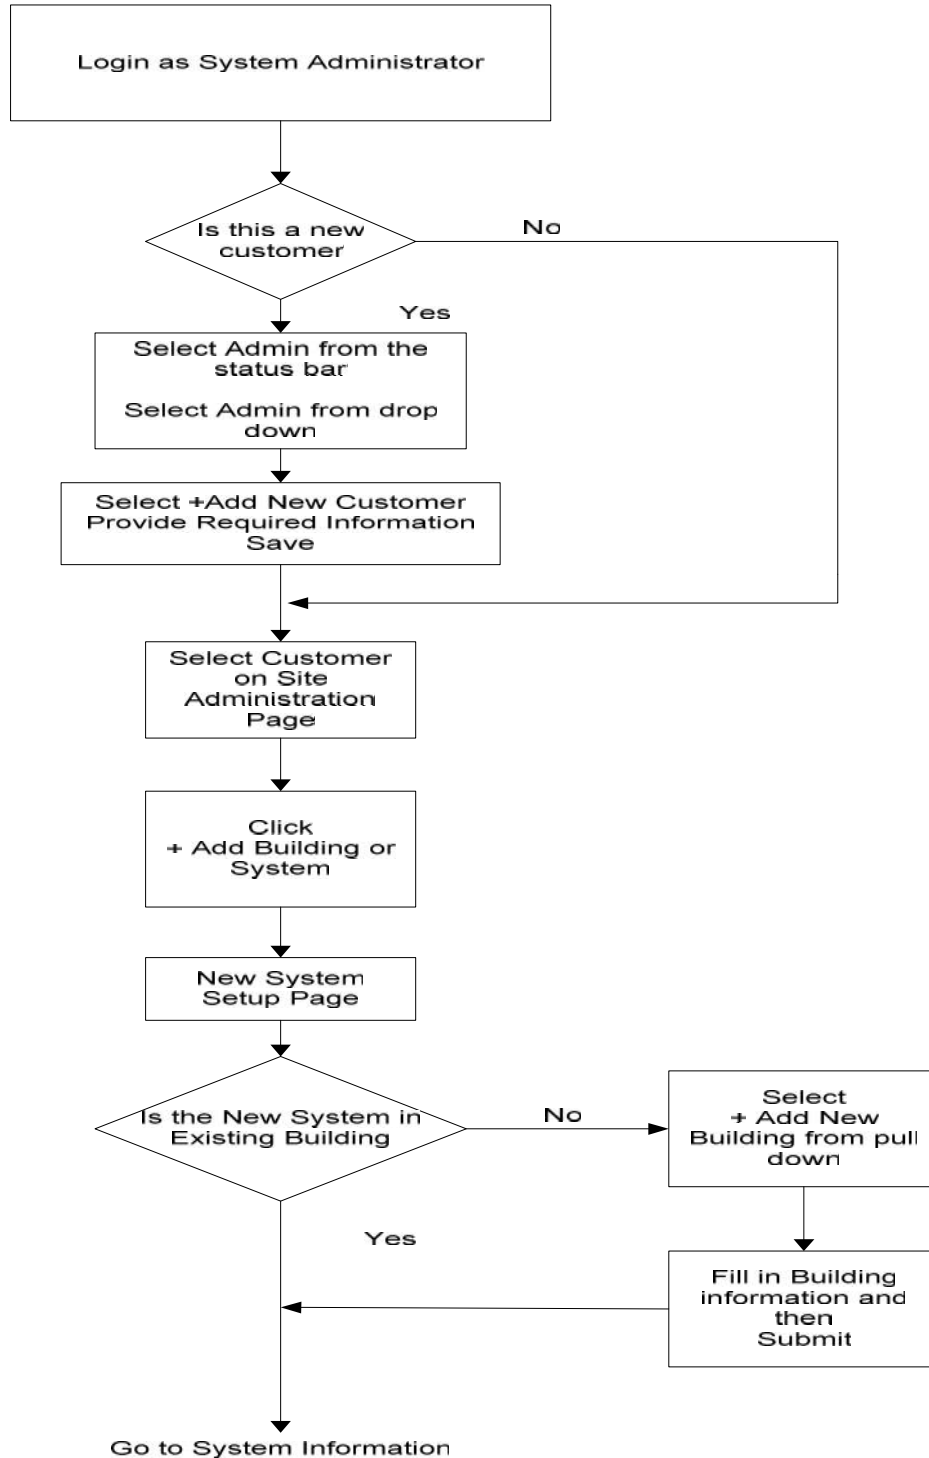 Login as System Administrator
Is this a new
customer
No
Yes
Select Admin from the
status bar
Select Admin from drop
down
Select +Add New Customer
Provide Required Information
Save
Select Customer
on Site
Administration
Page
Click
+ Add Building or
System
New System
Setup Page
Is the New System in
Existing Building
No
Select
+ Add New
Building from pull
down
Yes
Fill in Building
information and
then
Submit
Go to System Information